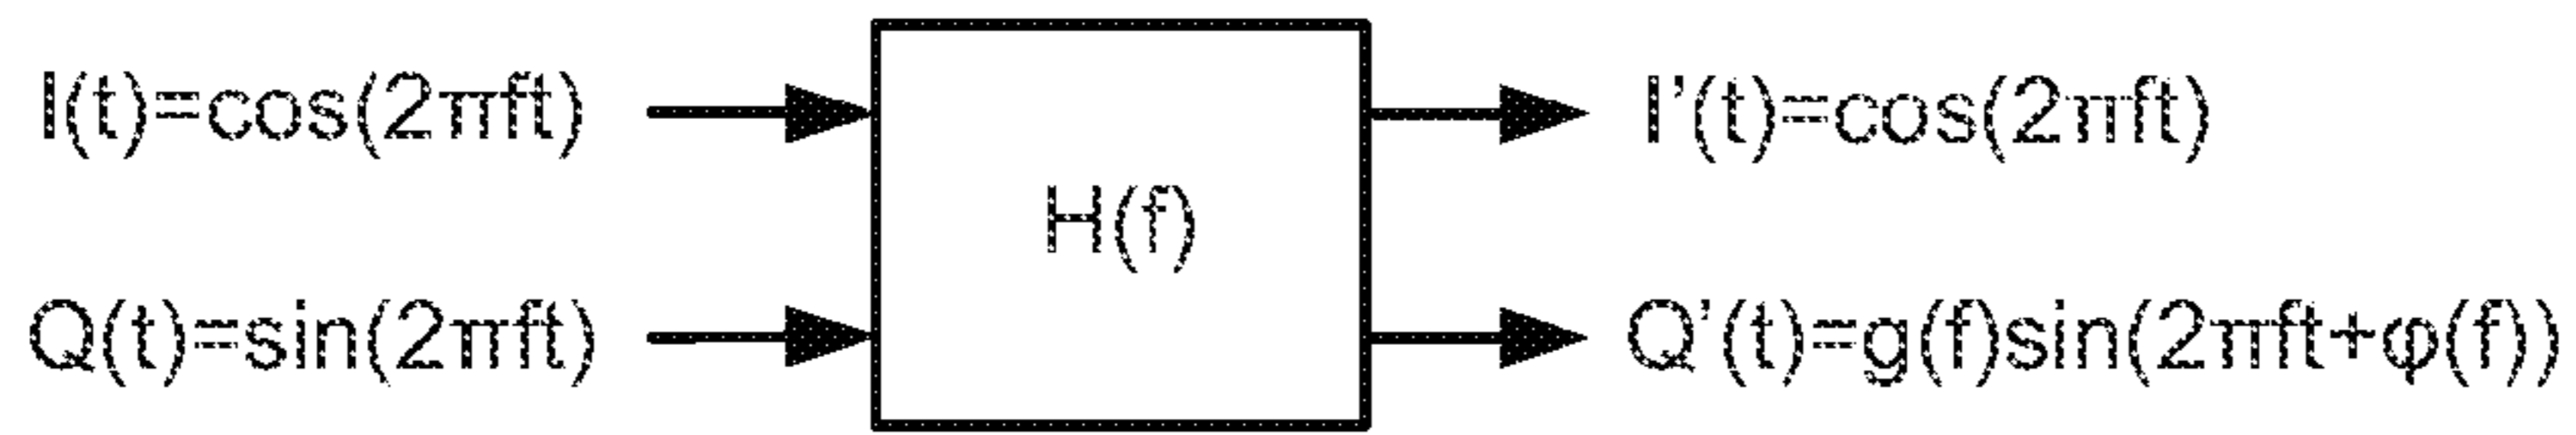 I(t)=cos(2πft)
I’(t)=cos(2πft)
H(f)
Q(t)=sin(2πft)
Q’(t)=g(f)sin(2πft+φ(f))